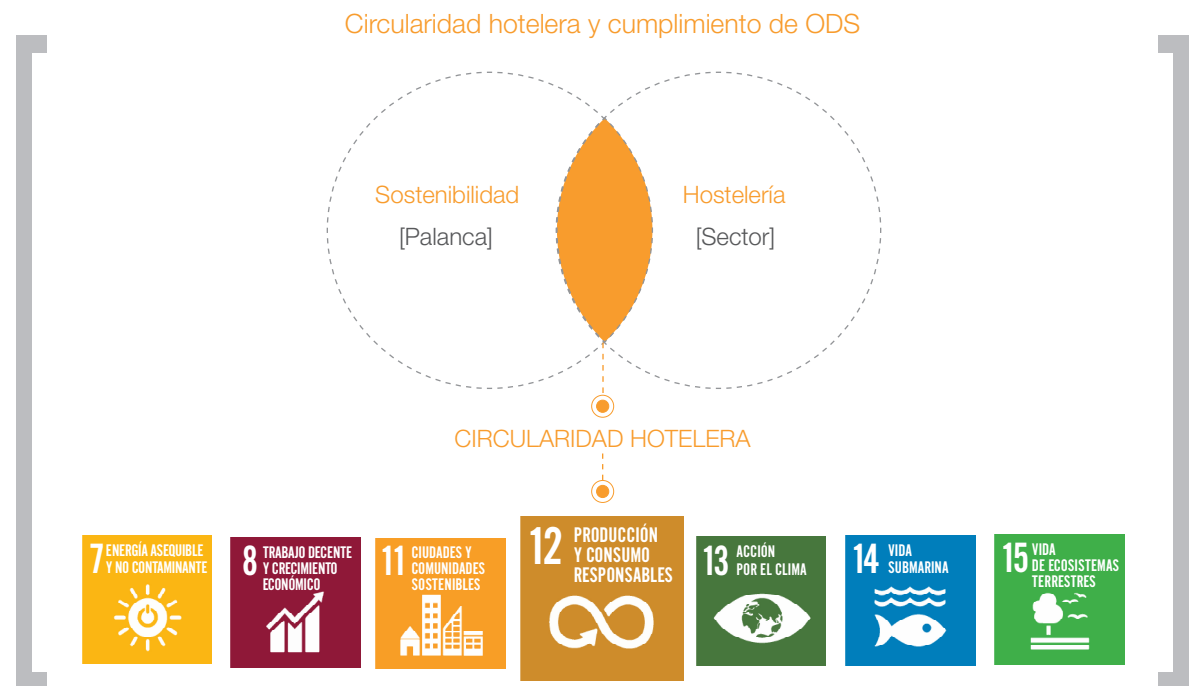 Circularidad hotelera y cumplimiento de ODS
Sostenibilidad
[Palanca]
Hostelería
[Sector]
CIRCULARIDAD HOTELERA
7 ENERGÍA ASEQUIBLE
Y NO CONTAMINANTE
8 TRABAJO DECENTE
Y CRECIMIENTO
ECONÓMICO
11 CIUDADES Y
COMUNIDADES
SOSTENIBLES
12 PRODUCCIÓN
Y CONSUMO
RESPONSABLES
13 ACCIÓN
POR EL CLIMA
14 VIDA
SUBMARINA
15 VIDA
DE ECOSISTEMAS
TERRESTRES